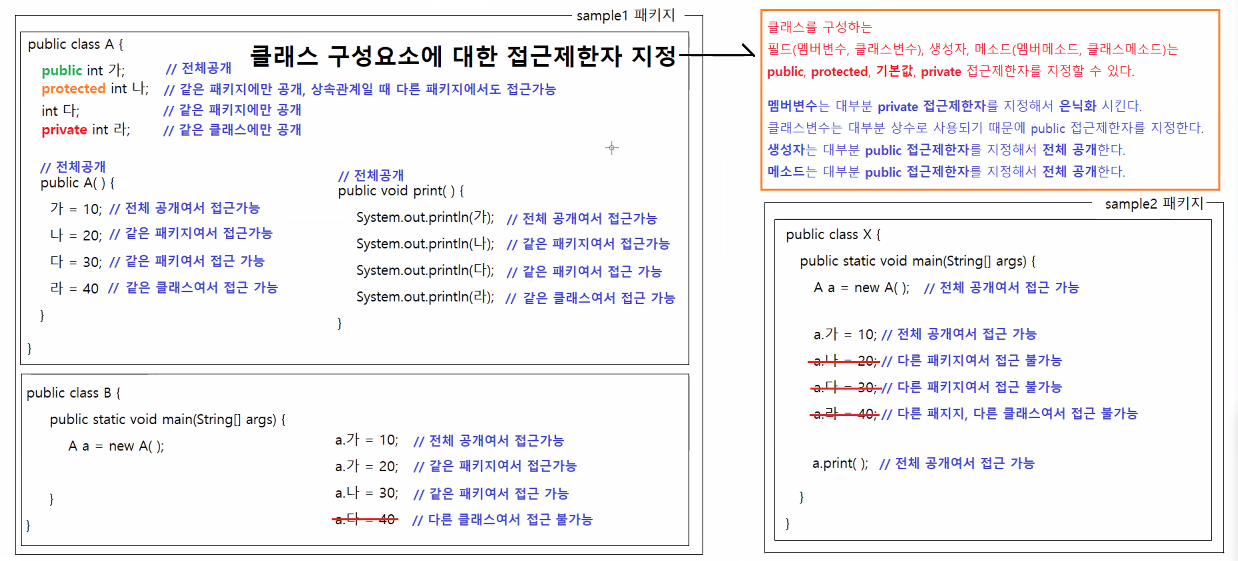 sample1 패키지
public class A {
클래스 구성요소에 대한 접근제한자 지정
public int 가; // 전체공개
protected int 나; // 같은 패키지에만 공개, 상속관계일 때 다른 패키지에서도 접근가능
int 다; // 같은 패키지에만 공개
private int 라; // 같은 클래스에만 공개
// 전체공개
public A( ) {
가 = 10; // 전체 공개여서 접근가능
나 = 20; // 같은 패키지여서 접근가능
다 = 30; // 같은 패키여서 접근 가능
라 = 40 // 같은 클래스여서 접근 가능
}
// 전체공개
public void print( ) {
System.out.println(가); // 전체 공개여서 접근가능
System.out.println(나); // 같은 패키지여서 접근가능
System.out.println(다); // 같은 패키여서 접근 가능
System.out.println(라); // 같은 클래스여서 접근 가능
}
}
public class B {
public static void main(String[] args) {
A a = new A( );
a.가 = 10; // 전체 공개여서 접근가능
a.가 = 20; // 같은 패키지여서 접근가능
a.나 = 30; // 같은 패키여서 접근 가능
a.다 = 40 // 다른 클래스여서 접근 불가능
}
}
클래스를 구성하는
필드(멤버변수, 클래스변수), 생성자, 메소드(멤버메소드, 클래스메소드)는
public, protected, 기본값, private 접근제한자를 지정할 수 있다.
멤버변수는 대부분 private 접근제한자를 지정해서 은닉화 시킨다.
클래스변수는 대부분 상수로 사용되기 때문에 public 접근제한자를 지정한다.
생성자는 대부분 public 접근제한자를 지정해서 전체 공개한다.
메소드는 대부분 public 접근제한자를 지정해서 전체 공개한다.
sample2 패키지
public class X {
public static void main(String[] args) {
A a = new A( ); // 전체 공개여서 접근 가능
a.가 = 10; // 전체 공개여서 접근 가능
a.나 = 20; // 다른 패키지여서 접근 불가능
a.다 = 30; // 다른 패키지여서 접근 불가능
a.라 = 40; // 다른 패지지, 다른 클래스여서 접근 불가능
a.print( ); // 전체 공개여서 접근 가능
}
}